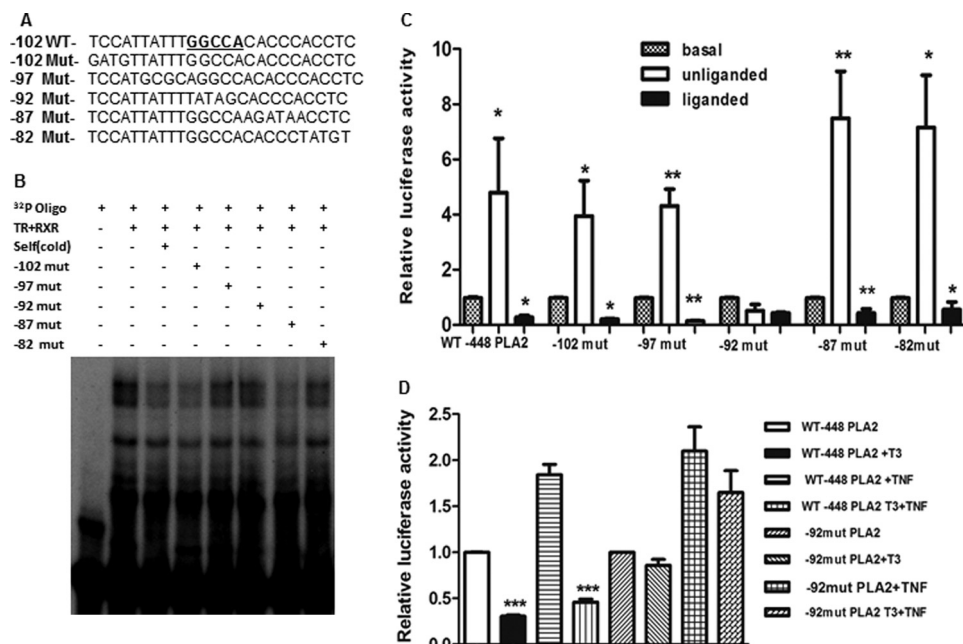 A
-102 WT- TCCATTATTTGGCCACACCCACCTC
-102 Mut- GATGTTATTTGGCCACACCCACCTC
-97 Mut- TCCATGCGCAGGCCACACCCACCTC
-92 Mut- TCCATTATTTTATAGCACCCACCTC
-87 Mut- TCCATTATTTGGCCAAGATAACCTC
-82 Mut- TCCATTATTTGGCCACACCCTATGT
B
32P Oligo + + + + + + + +
TR+RXR - + + + + + + +
Self(cold) - - + - - - - -
-102 mut - - - + - - - -
-97 mut - - - - + - - -
-92 mut - - - - - + - -
-87 mut - - - - - - + -
-82 mut - - - - - - - +
C
Relative luciferase activity
10
8
6
4
2
0
basal
unliganded
liganded
* * ** ** *
* * ** ** *
WT -448 PLA2 -102 mut -97 mut -92 mut -87 mut -82mut
D
Relative luciferase activity
2.5
2.0
1.5
1.0
0.5
0.0
*** ***
WT-448 PLA2
WT-448 PLA2 +T3
WT-448 PLA2 +TNF
WT -448 PLA2 T3+TNF
-92mut PLA2
-92mut PLA2+T3
-92mut PLA2+TNF
-92mut PLA2 T3+TNF